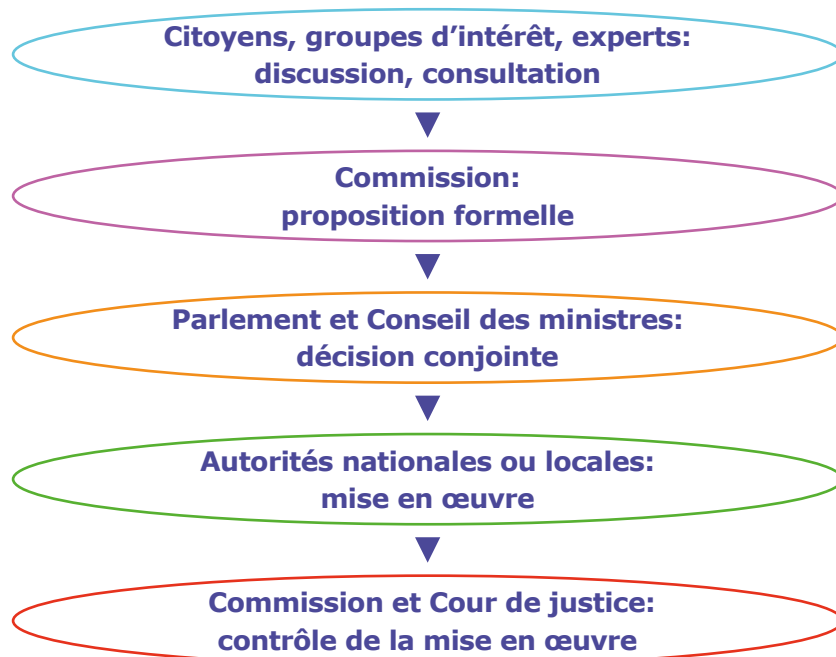 Citoyens, groupes d’intérêt, experts:
discussion, consultation
Commission:
proposition formelle
Parlement et Conseil des ministres:
décision conjointe
Autorités nationales ou locales:
mise en œuvre
Commission et Cour de justice:
contrôle de la mise en œuvre